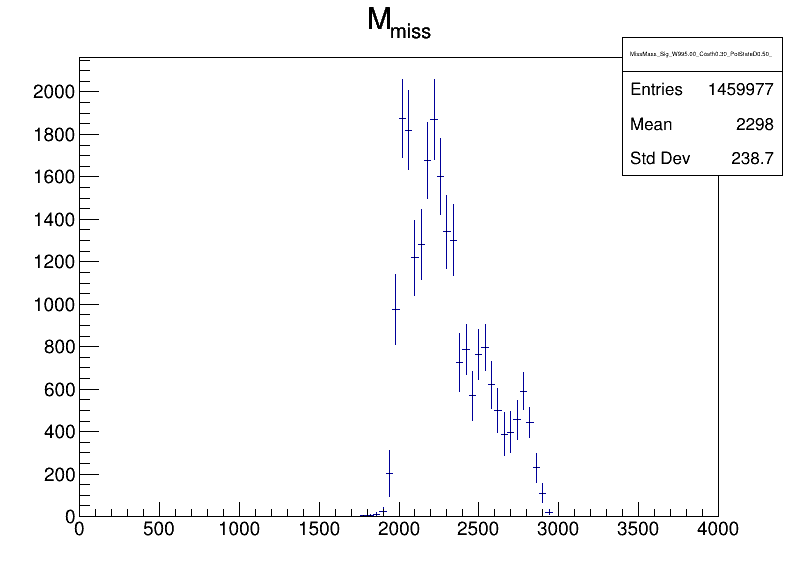 M_miss
MissMass_Sig_W995.00_Costh0.30_PolStateD0.50_
Entries 1459977
Mean 2298
Std Dev 238.7
2000
1800
1600
1400
1200
1000
800
600
400
200
0
0 500 1000 1500 2000 2500 3000 3500 4000